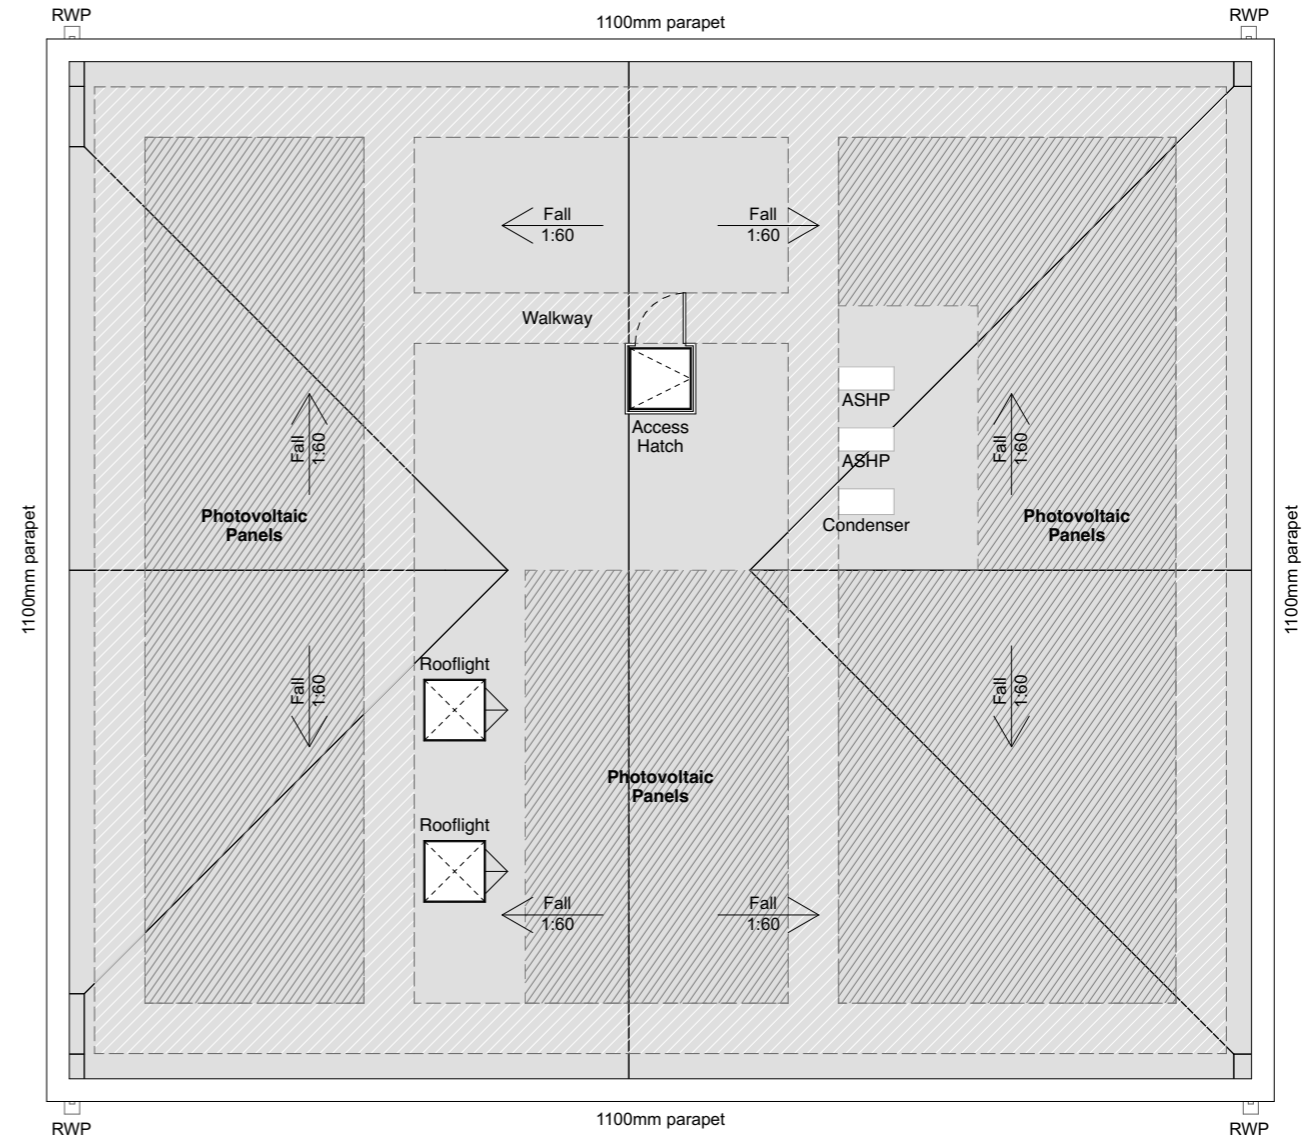 RWP
1100mm parapet
RWP
Fall
1:60
Fall
1:60
Walkway
Access
Hatch
ASHP
ASHP
Condenser
Fall
1:60
Fall
1:60
Photovoltaic
Panels
Photovoltaic
Panels
1100mm parapet
1100mm parapet
Rooflight
Fall
1:60
Fall
1:60
Photovoltaic
Panels
Rooflight
Fall
1:60
Fall
1:60
RWP
1100mm parapet
RWP